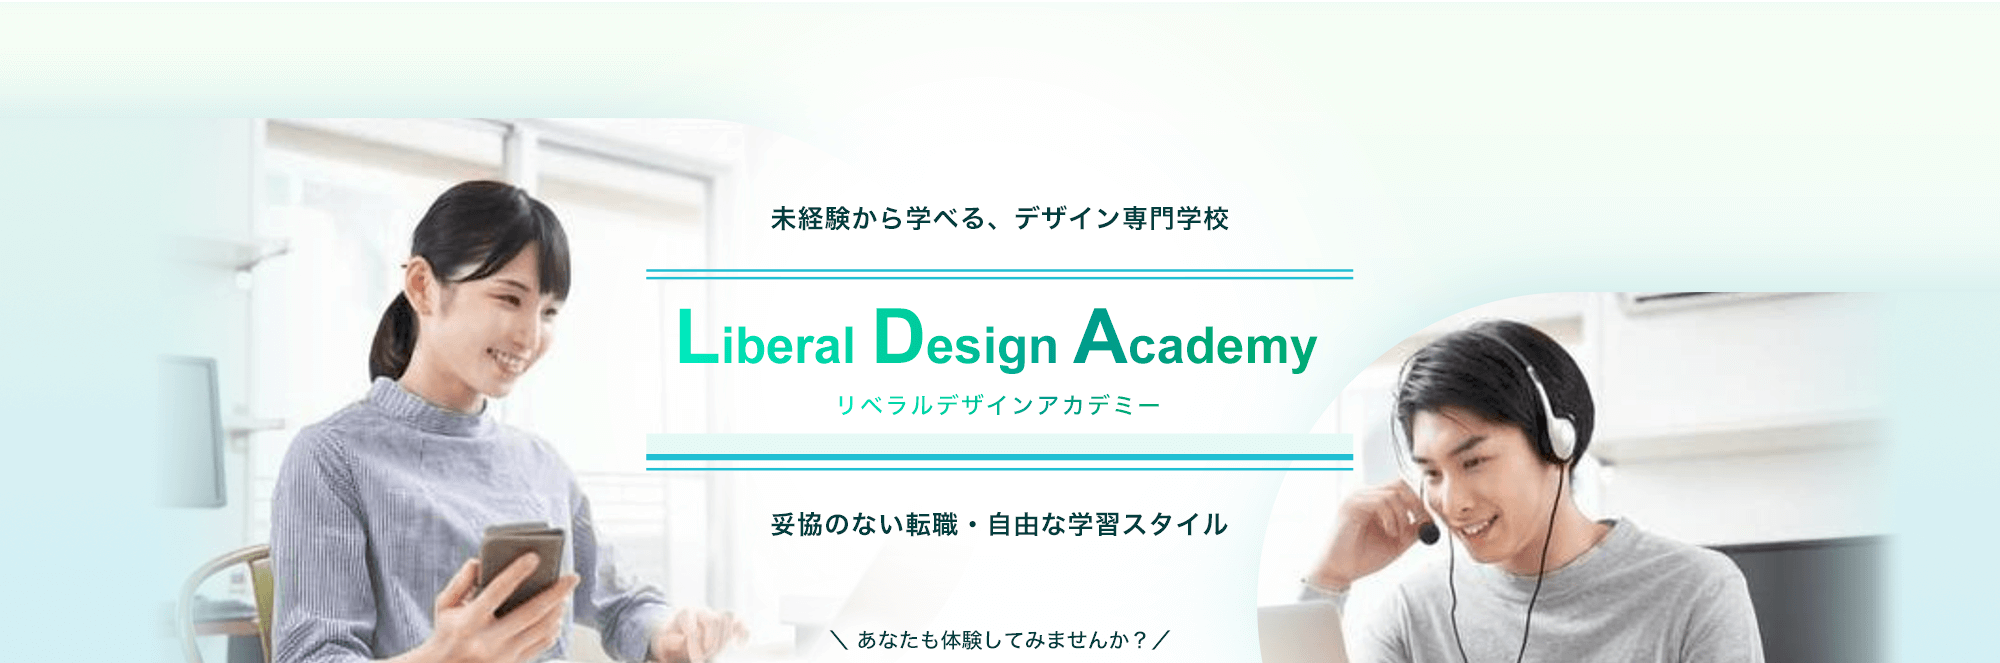 未経験から学べる、デザイン専門学校
Liberal Design Academy
リベラルデザインアカデミー
妥協のない転職・自由な学習スタイル
＼ あなたも体験してみませんか？／